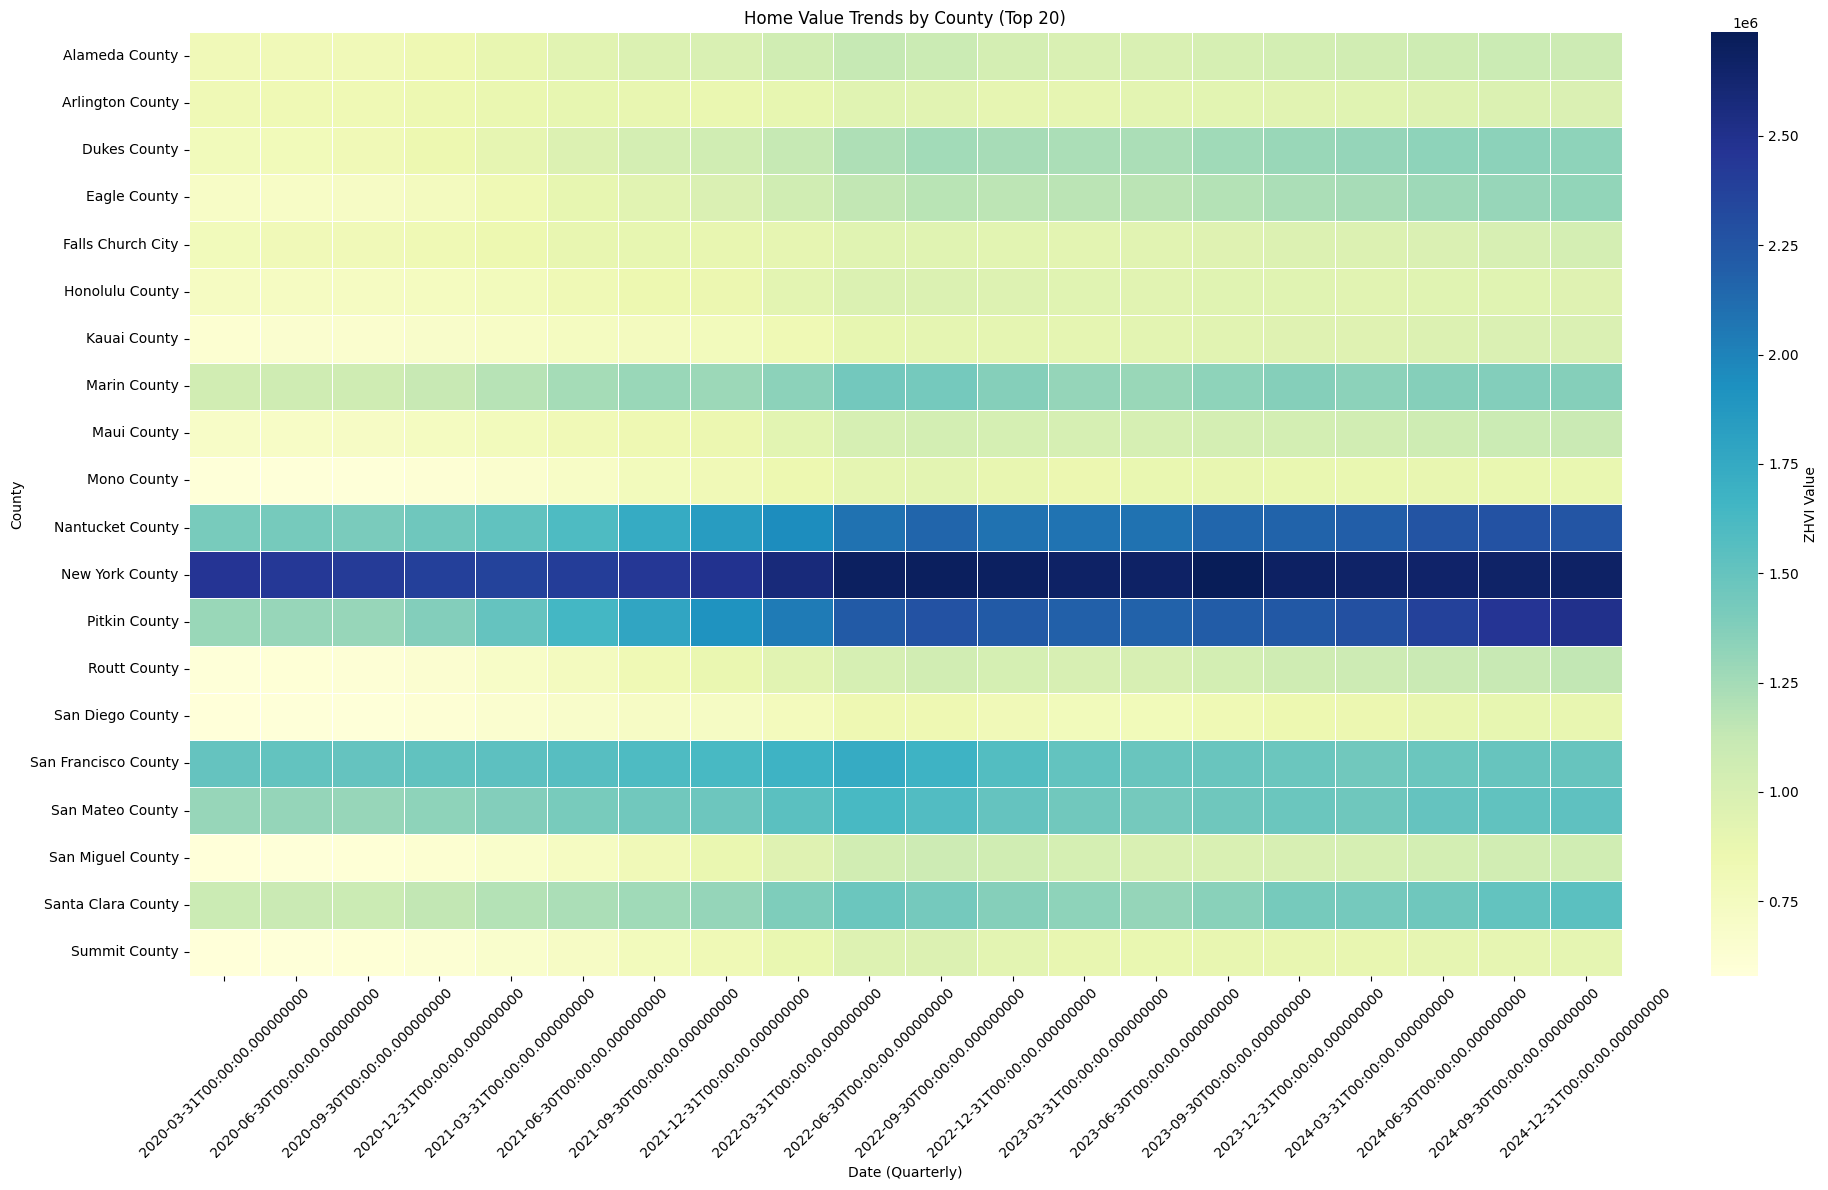 Home Value Trends by County (Top 20)
1e6
Alameda County
Arlington County
Dukes County
Eagle County
Falls Church City
Honolulu County
Kauai County
Marin County
Maui County
Mono County
Nantucket County
New York County
Pitkin County
Routt County
San Diego County
San Francisco County
San Mateo County
San Miguel County
Santa Clara County
Summit County
County
2.50
2.25
2.00
1.75
1.50
1.25
1.00
0.75
ZHVI Value
2020-03-31T00:00:00.000000000
2020-06-30T00:00:00.000000000
2020-09-30T00:00:00.000000000
2020-12-31T00:00:00.000000000
2021-03-31T00:00:00.000000000
2021-06-30T00:00:00.000000000
2021-09-30T00:00:00.000000000
2021-12-31T00:00:00.000000000
2022-03-31T00:00:00.000000000
2022-06-30T00:00:00.000000000
2022-09-30T00:00:00.000000000
2022-12-31T00:00:00.000000000
2023-03-31T00:00:00.000000000
2023-06-30T00:00:00.000000000
2023-09-30T00:00:00.000000000
2023-12-31T00:00:00.000000000
2024-03-31T00:00:00.000000000
2024-06-30T00:00:00.000000000
2024-09-30T00:00:00.000000000
2024-12-31T00:00:00.000000000
Date (Quarterly)